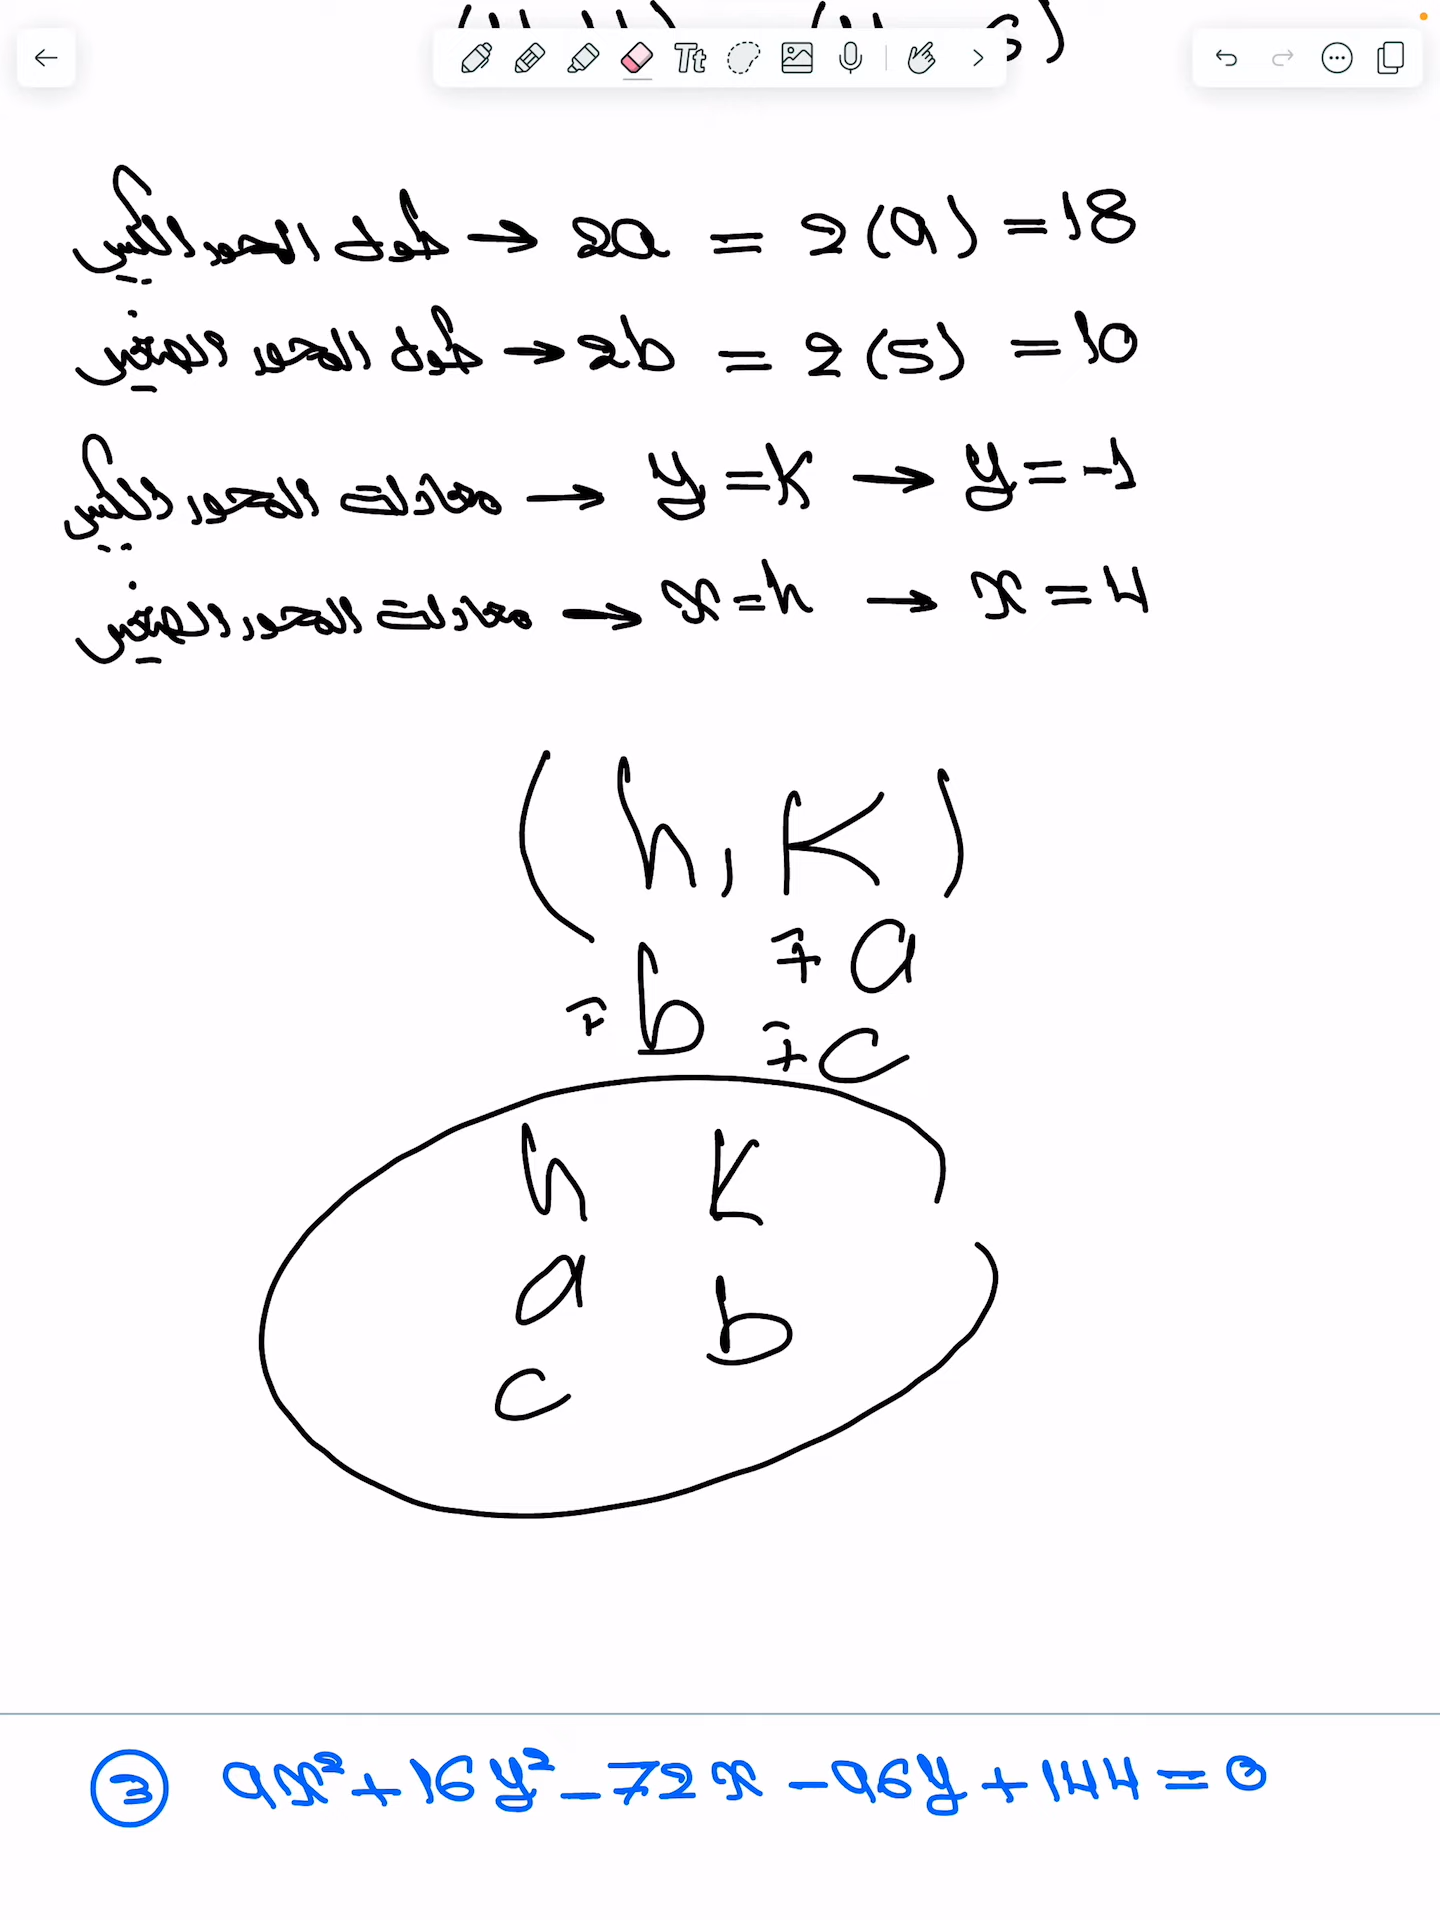 Tt
طول المحور الكبير → 2a = 2(9) = 18
طول المحور الصغير → 2b = 2(5) = 10
معادلة المحور الكبير → y = k → y = -1
معادلة المحور الصغير → x = h → x = 4
(h, k)
∓ a
∓ b ∓ c
h k
a b
c
③ 9x² + 16y² - 72x - 96y + 144 = 0